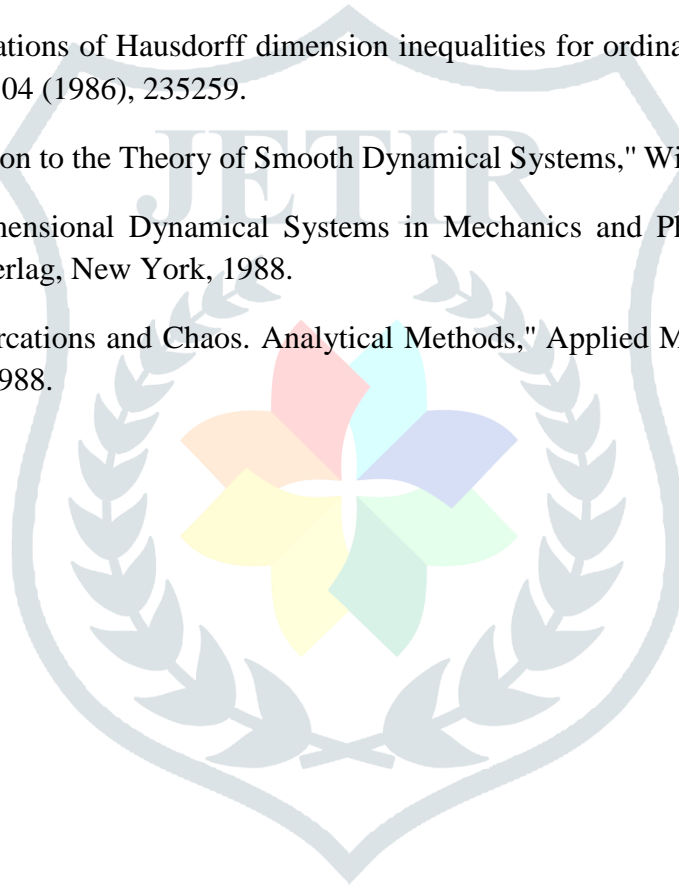 ations of Hausdorff dimension inequalities for ordina
04 (1986), 235259.
JETIR
on to the Theory of Smooth Dynamical Systems," Wi
mensional Dynamical Systems in Mechanics and Ph
erlag, New York, 1988.
rcations and Chaos. Analytical Methods," Applied M
988.